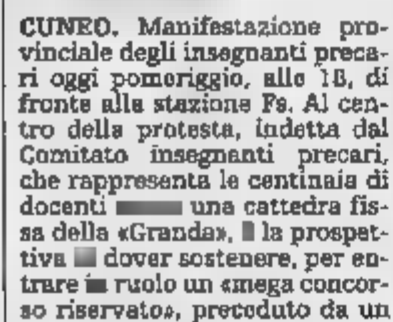 CUNEO. Manifestazione pro-
vinciale degli insegnanti preca-
ri oggi pomeriggio, alle 18, di
fronte alla stazione Fs. Al cen-
tro della protesta, indetta dal
Comitato insegnanti precari,
che rappresenta le centinaia di
docenti una cattedra fis-
sa della «Granda», la prospet-
tiva dover sostenere, per en-
trare ruolo un «mega concor-
so riservato», preceduto da un